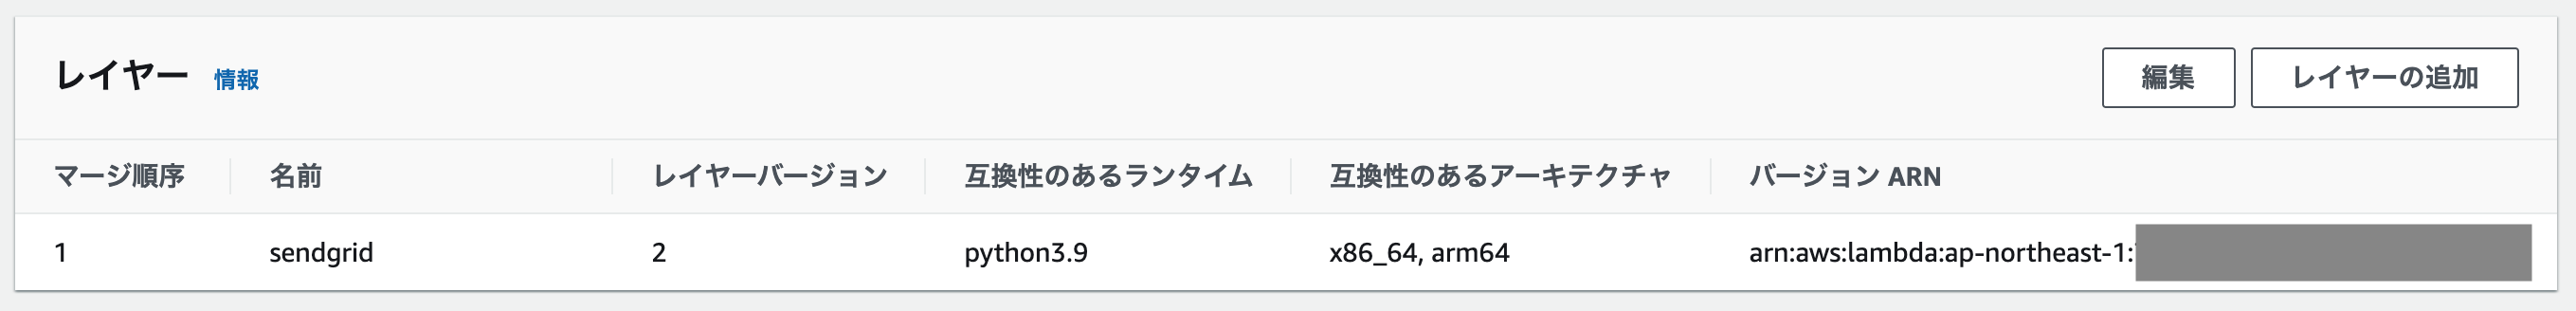 レイヤー 情報 編集 レイヤーの追加
マージ順序 名前 レイヤーバージョン 互換性のあるランタイム 互換性のあるアーキテクチャ バージョン ARN
1 sendgrid 2 python3.9 x86_64, arm64 arn:aws:lambda:ap-northeast-1: